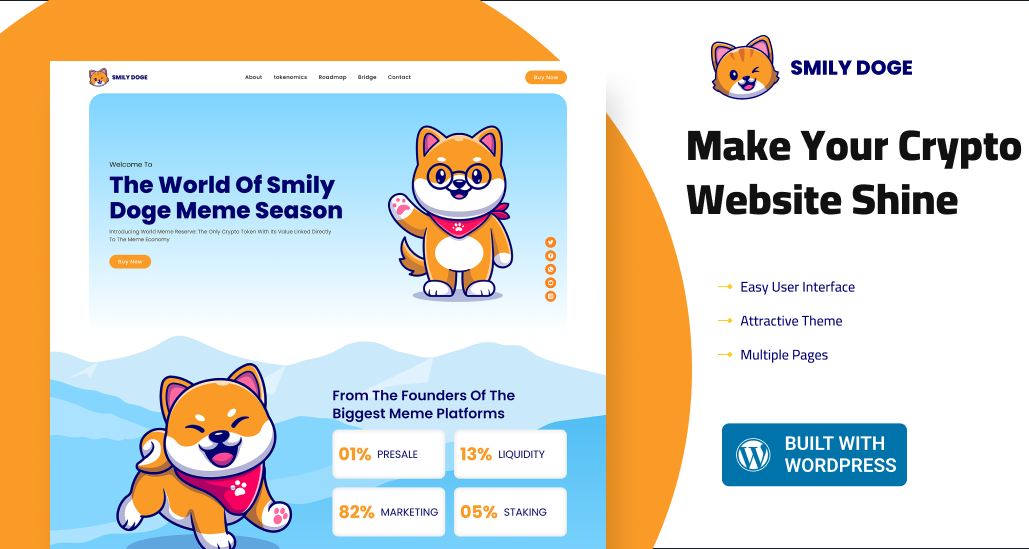 SMILY DOGE
About tokenomics Roadmap Bridge Contact
Buy Now
Welcome To
The World Of Smily
Doge Meme Season
Introducing World Meme Reserve: The Only Crypto Token With Its Value Linked Directly
To The Meme Economy
Buy Now
From The Founders Of The
Biggest Meme Platforms
01% PRESALE
13% LIQUIDITY
82% MARKETING
05% STAKING
SMILY DOGE
Make Your Crypto
Website Shine
Easy User Interface
Attractive Theme
Multiple Pages
BUILT WITH
WORDPRESS